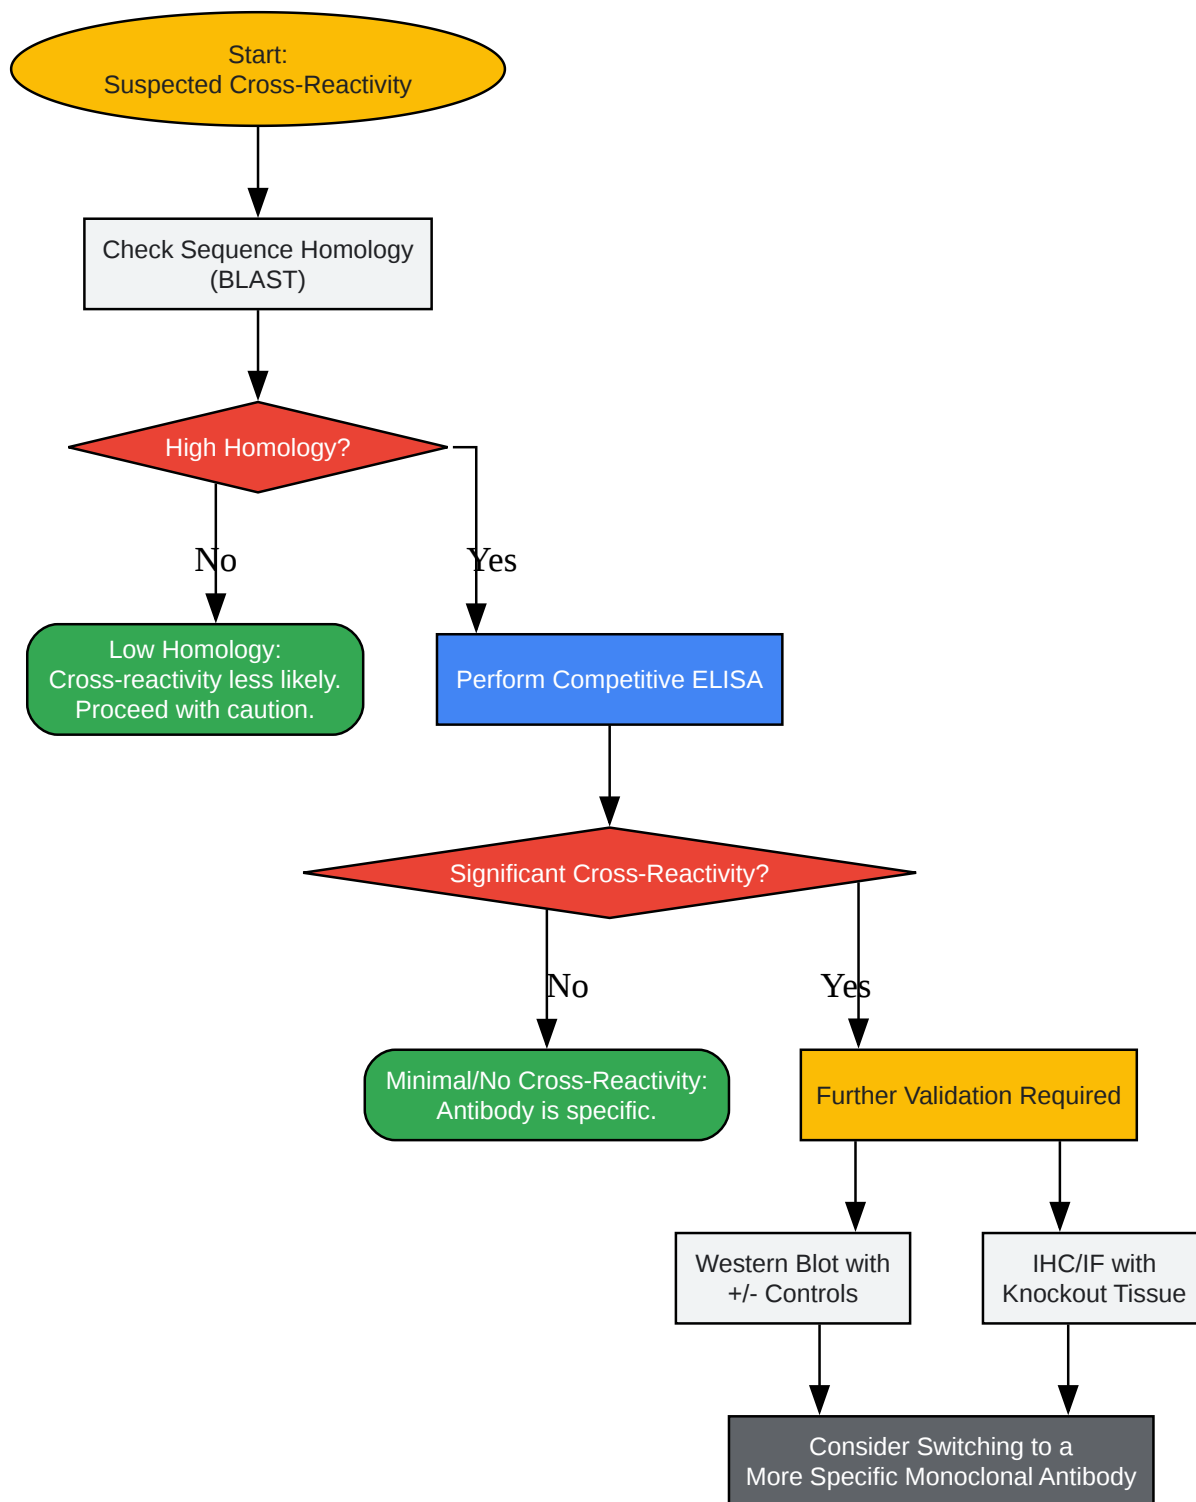 Start:
Suspected Cross-Reactivity
Check Sequence Homology
(BLAST)
High Homology?
No
Yes
Low Homology:
Cross-reactivity less likely.
Proceed with caution.
Perform Competitive ELISA
Significant Cross-Reactivity?
No
Yes
Minimal/No Cross-Reactivity:
Antibody is specific.
Further Validation Required
Western Blot with
+/- Controls
IHC/IF with
Knockout Tissue
Consider Switching to a
More Specific Monoclonal Antibody